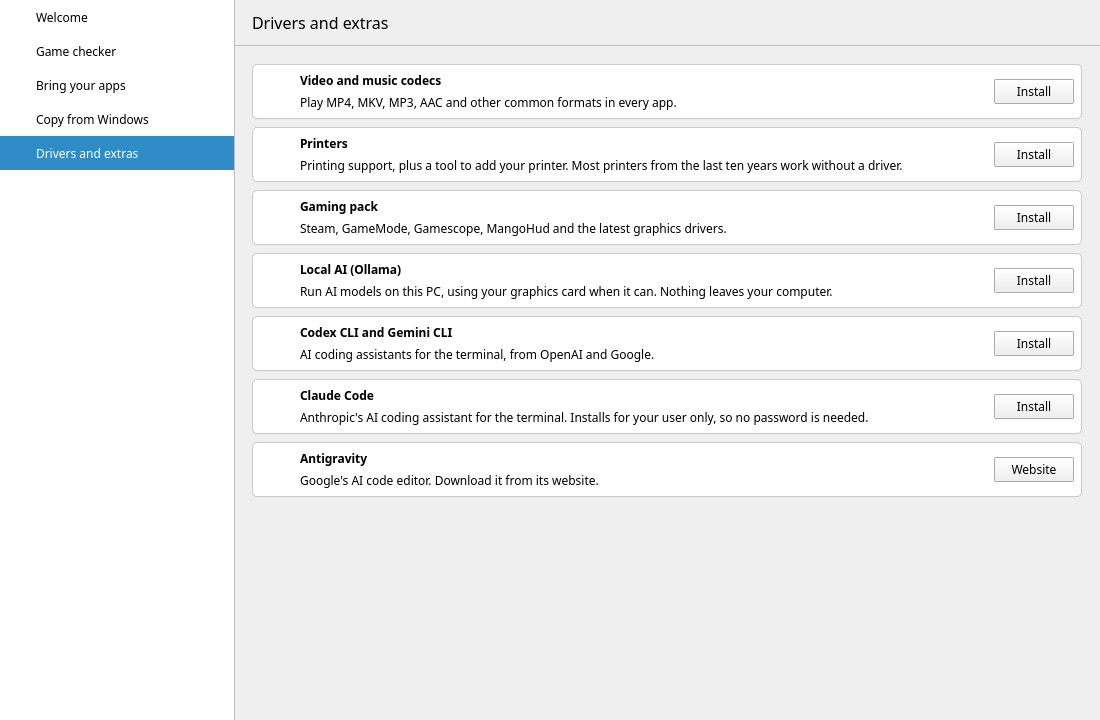 Welcome
Game checker
Bring your apps
Copy from Windows
Drivers and extras
Drivers and extras
Video and music codecs
Play MP4, MKV, MP3, AAC and other common formats in every app.
Install
Printers
Printing support, plus a tool to add your printer. Most printers from the last ten years work without a driver.
Install
Gaming pack
Steam, GameMode, Gamescope, MangoHud and the latest graphics drivers.
Install
Local AI (Ollama)
Run AI models on this PC, using your graphics card when it can. Nothing leaves your computer.
Install
Codex CLI and Gemini CLI
AI coding assistants for the terminal, from OpenAI and Google.
Install
Claude Code
Anthropic's AI coding assistant for the terminal. Installs for your user only, so no password is needed.
Install
Antigravity
Google's AI code editor. Download it from its website.
Website